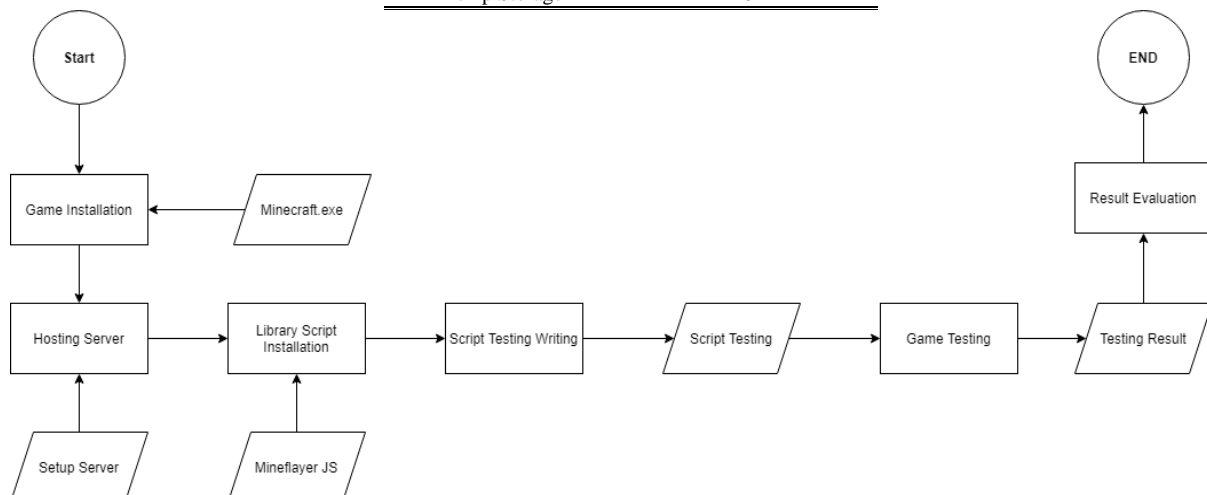 Start
END
Game Installation
Minecraft.exe
Result Evaluation
Hosting Server
Library Script
Installation
Script Testing Writing
Script Testing
Game Testing
Testing Result
Setup Server
Mineflayer JS